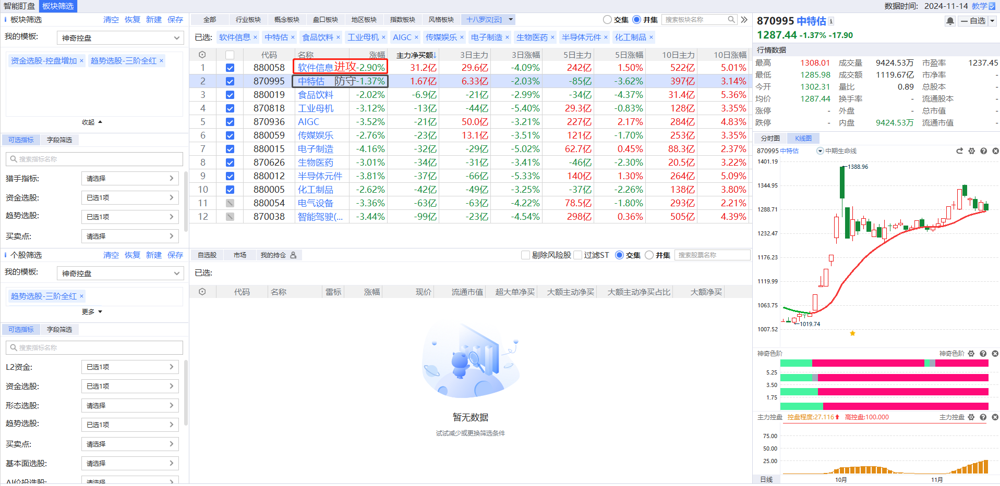 智能盯盘 板块筛选 数据时间: 2024-11-14 教学
板块筛选 清空 恢复 新建 保存
我的模板: 神奇控盘
资金选股-控盘增加 × 趋势选股-三阶全红 ×
收起
可选指标 字段筛选
搜索指标名称
猎手指标: 请选择
资金选股: 已选1项
趋势选股: 已选1项
买卖点: 请选择
个股筛选 清空 恢复 新建 保存
我的模板: 神奇控盘
趋势选股-三阶全红 ×
更多
可选指标 字段筛选
搜索指标名称
L2资金: 已选1项
资金选股: 已选1项
形态选股: 请选择
趋势选股: 已选1项
买卖点: 请选择
基本面选股: 请选择
AI价投选股: 请选择
全部 行业板块 概念板块 盘口板块 地区板块 指数板块 风格板块 十八罗汉[云] 交集 并集 搜索板块名称
已选: 软件信息 × 中特估 × 食品饮料 × 工业母机 × AIGC × 传媒娱乐 × 电子制造 × 生物医药 × 半导体元件 × 化工制品 ×
代码 名称 涨幅 主力净买额↓ 3日主力 3日涨幅 5日主力 5日涨幅 10日主力 10日涨幅
1 880058 软件信息 进攻 -2.90% 31.2亿 29.6亿 -4.09% 242亿 1.50% 522亿 5.01%
2 870995 中特估 防守 -1.37% 1.67亿 6.33亿 -2.03% -85亿 -3.62% 397亿 3.14%
3 880019 食品饮料 -2.02% -6.9亿 -21亿 -2.99% -34亿 -4.37% 31.4亿 5.36%
4 870818 工业母机 -3.12% -13亿 -44亿 -5.40% 29.3亿 -0.83% 128亿 3.35%
5 870936 AIGC -3.52% -21亿 50.0亿 -3.21% 227亿 2.17% 284亿 4.83%
6 880059 传媒娱乐 -2.76% -23亿 13.1亿 -3.51% 121亿 -1.70% 253亿 3.35%
7 880015 电子制造 -4.16% -32亿 -29亿 -5.02% 62.7亿 0.45% 88.3亿 2.37%
8 870626 生物医药 -3.01% -34亿 -31亿 -3.41% -46亿 -2.30% 20.5亿 3.22%
9 880012 半导体元件 -3.81% -37亿 -66亿 -5.33% 140亿 1.30% 264亿 5.09%
10 880005 化工制品 -2.62% -42亿 -49亿 -3.25% -37亿 -2.26% 138亿 3.80%
11 880054 电气设备 -3.36% -63亿 -63亿 -4.22% 78.5亿 -1.80% 293亿 2.21%
12 870038 智能驾驶(... -3.44% -99亿 -23亿 -4.54% 298亿 0.36% 505亿 4.39%
自选股 市场 我的持仓 剔除风险股 过滤ST 交集 并集 搜索股票名称
已选:
代码 名称 雷标 涨幅 现价 流通市值 超大单净买 大额主动净买 大额主动净买占比 大额净买
暂无数据
试试减少或更换筛选条件
870995 中特估 自选
1287.44 -1.37% -17.90
行情数据
最高 1308.01 成交量 9424.53万 市盈率 1237.45
最低 1285.98 成交额 1119.67亿 市净率 -
今开 1302.31 量比 0.89 总股本 -
均价 1287.44 换手率 - 流通股本 -
涨停 - 外盘 - 总市值 -
跌停 - 内盘 9424.53万 流通市值 -
分时图 K线图
870995 中特估 中期生命线
1401.19
1388.96
1344.95
1288.71
1232.47
1176.23
1119.99
1063.75
1019.74
1007.52
神奇色阶 神奇色阶
5.25
3.50
1.75
主力控盘 控盘程度:27.116 高控盘:100.000 主力控盘
75.00
50.00
25.00
日线 10月 11月